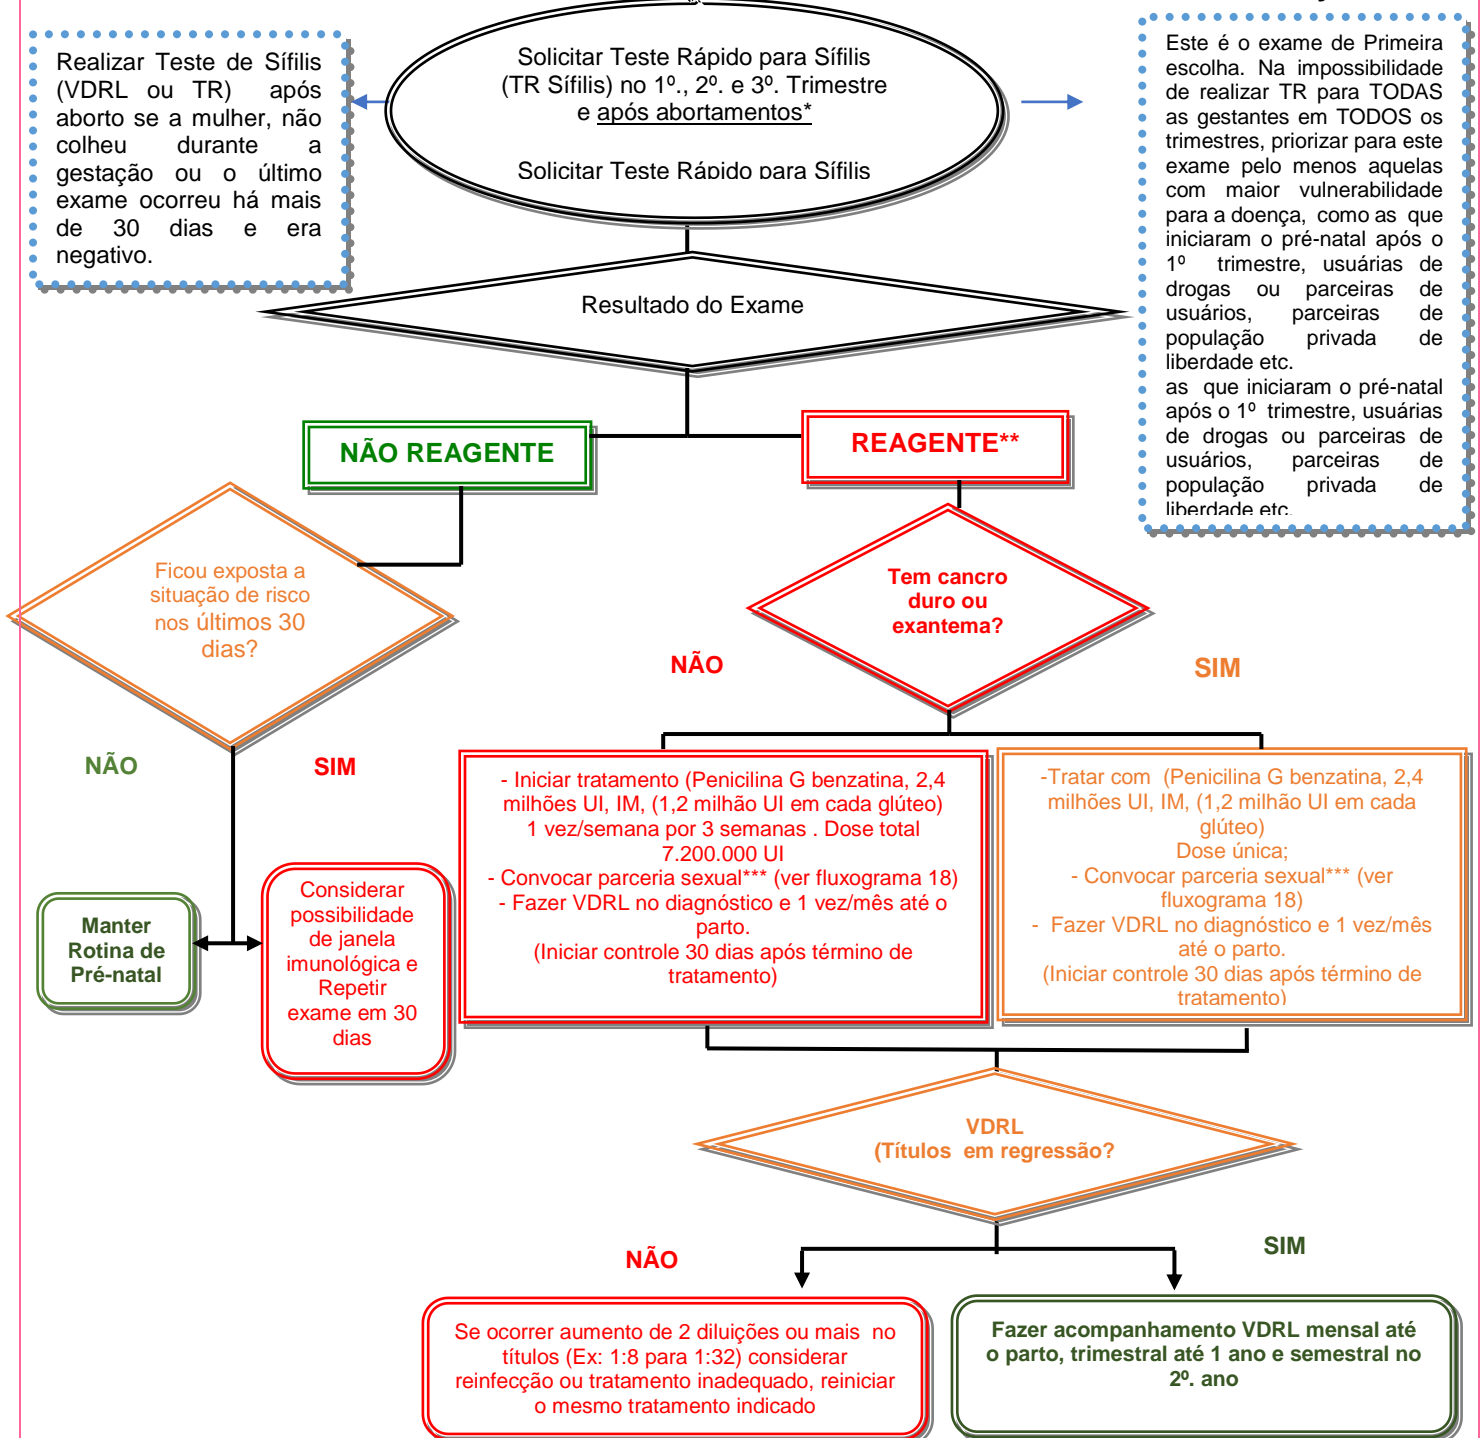 Realizar Teste de Sífilis
(VDRL ou TR) após
aborto se a mulher, não
colheu durante a
gestação ou o último
exame ocorreu há mais
de 30 dias e era
negativo.
Solicitar Teste Rápido para Sífilis
(TR Sífilis) no 1º., 2º. e 3º. Trimestre
e após abortamentos*
Solicitar Teste Rápido para Sífilis
Este é o exame de Primeira
escolha. Na impossibilidade
de realizar TR para TODAS
as gestantes em TODOS os
trimestres, priorizar para este
exame pelo menos aquelas
com maior vulnerabilidade
para a doença, como as que
iniciaram o pré-natal após o
1º trimestre, usuárias de
drogas ou parceiras de
usuários, parceiras de
população privada de
liberdade etc.
as que iniciaram o pré-natal
após o 1º trimestre, usuárias
de drogas ou parceiras de
usuários, parceiras de
população privada de
liberdade etc.
Resultado do Exame
NÃO REAGENTE
REAGENTE**
Ficou exposta a
situação de risco
nos últimos 30
dias?
Tem cancro
duro ou
exantema?
NÃO
SIM
NÃO
SIM
- Iniciar tratamento (Penicilina G benzatina, 2,4
milhões UI, IM, (1,2 milhão UI em cada glúteo)
1 vez/semana por 3 semanas . Dose total
7.200.000 UI
- Convocar parceria sexual*** (ver fluxograma 18)
- Fazer VDRL no diagnóstico e 1 vez/mês até o
parto.
(Iniciar controle 30 dias após término de
tratamento)
-Tratar com (Penicilina G benzatina, 2,4
milhões UI, IM, (1,2 milhão UI em cada
glúteo)
Dose única;
- Convocar parceria sexual*** (ver
fluxograma 18)
- Fazer VDRL no diagnóstico e 1 vez/mês
até o parto.
(Iniciar controle 30 dias após término de
tratamento)
Manter
Rotina de
Pré-natal
Considerar
possibilidade
de janela
imunológica e
Repetir
exame em 30
dias
VDRL
(Títulos em regressão?
NÃO
SIM
Se ocorrer aumento de 2 diluições ou mais no
títulos (Ex: 1:8 para 1:32) considerar
reinfecção ou tratamento inadequado, reiniciar
o mesmo tratamento indicado
Fazer acompanhamento VDRL mensal até
o parto, trimestral até 1 ano e semestral no
2º. ano